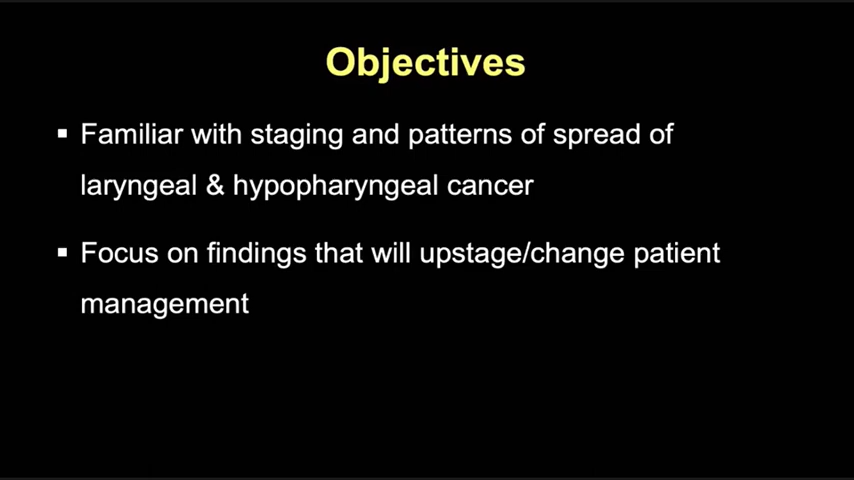 Objectives
▪ Familiar with staging and patterns of spread of
laryngeal & hypopharyngeal cancer
▪ Focus on findings that will upstage/change patient
management